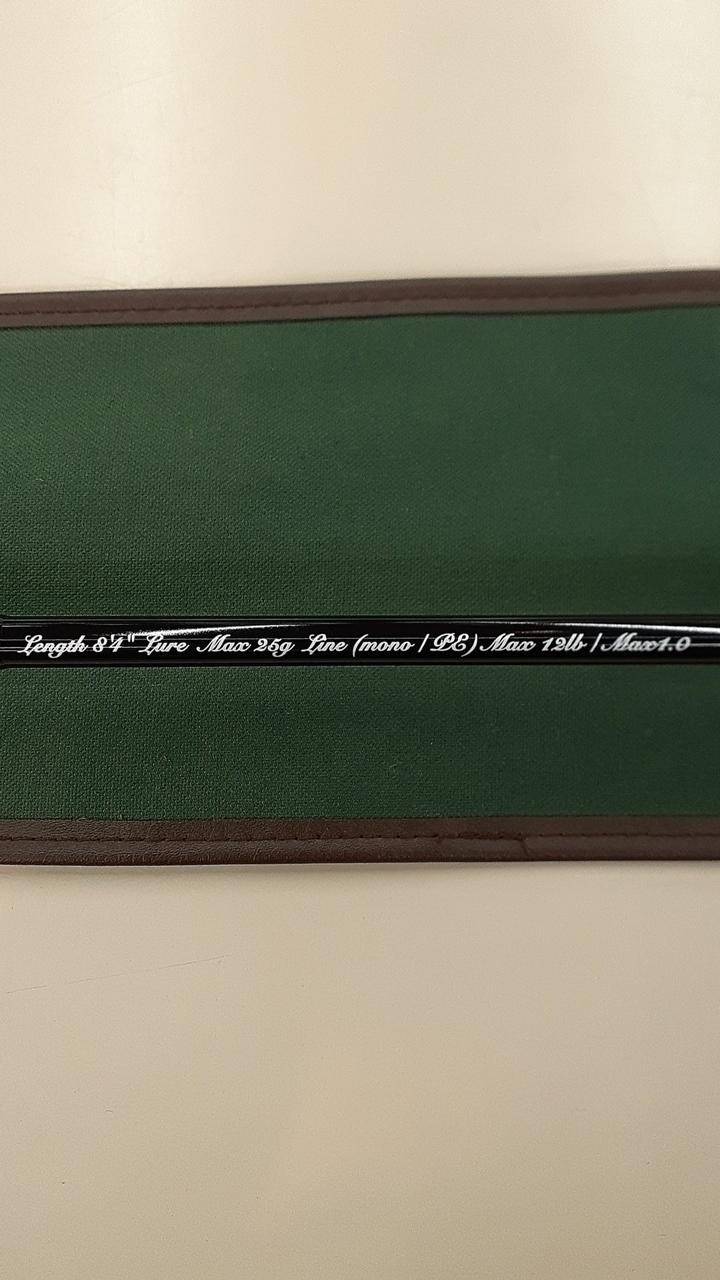 Length 8'4" Lure Max 25g Line (mono / PE) Max 12lb / Max1.0